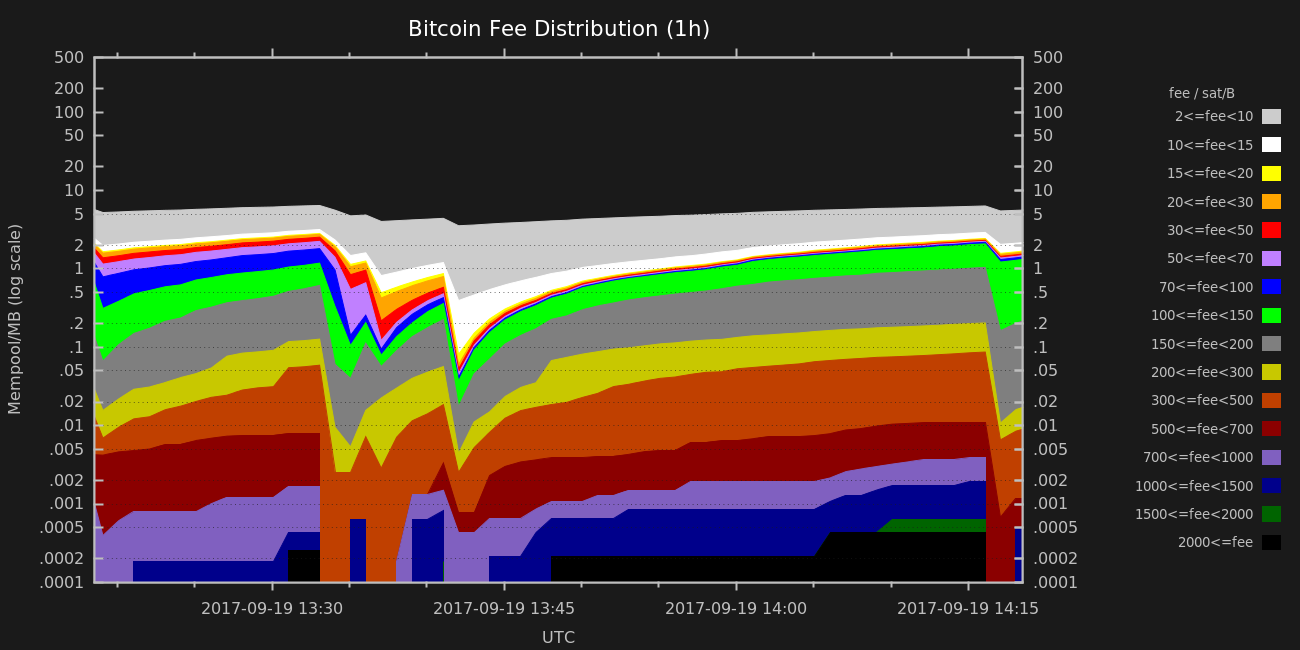 Bitcoin Fee Distribution (1h)
500 500
200 200
100 100
50 50
20 20
10 10
5 5
2 2
1 1
.5 .5
.2 .2
.1 .1
.05 .05
.02 .02
.01 .01
.005 .005
.002 .002
.001 .001
.0005 .0005
.0002 .0002
.0001 .0001
Mempool/MB (log scale)
2017-09-19 13:30 2017-09-19 13:45 2017-09-19 14:00 2017-09-19 14:15
UTC
fee / sat/B
2<=fee<10
10<=fee<15
15<=fee<20
20<=fee<30
30<=fee<50
50<=fee<70
70<=fee<100
100<=fee<150
150<=fee<200
200<=fee<300
300<=fee<500
500<=fee<700
700<=fee<1000
1000<=fee<1500
1500<=fee<2000
2000<=fee